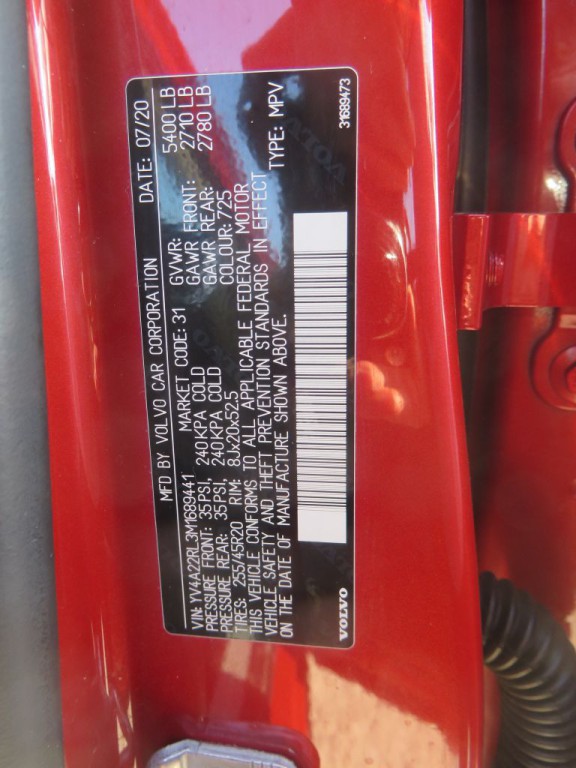 MFD BY VOLVO CAR CORPORATION DATE: 07/20
VIN: YV4A22RL3M1689441 MARKET CODE: 31 GVWR: 5400 LB
PRESSURE FRONT: 35PSI, 240KPA COLD GAWR FRONT: 2710 LB
PRESSURE REAR: 35PSI, 240KPA COLD GAWR REAR: 2780 LB
TIRES: 255/45R20 RIM: 8Jx20x52.5 COLOUR: 725
THIS VEHICLE CONFORMS TO ALL APPLICABLE FEDERAL MOTOR
VEHICLE SAFETY AND THEFT PREVENTION STANDARDS IN EFFECT
ON THE DATE OF MANUFACTURE SHOWN ABOVE. TYPE: MPV
VOLVO 31689473